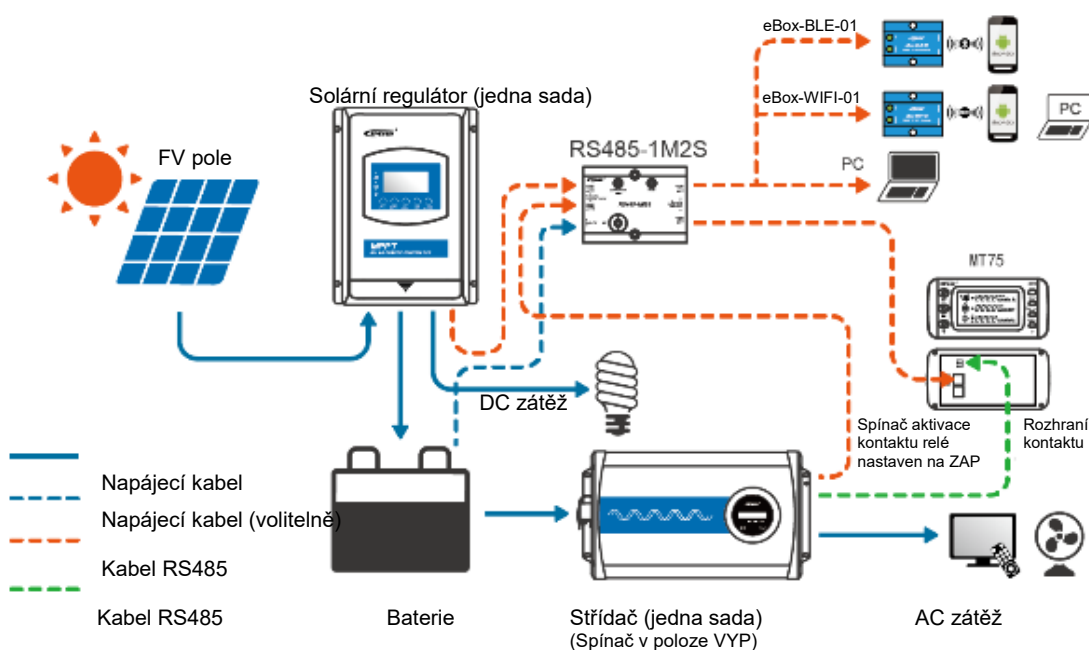 eBox-BLE-01
Solární regulátor (jedna sada)
eBox-WIFI-01
PC
RS485-1M2S
PC
FV pole
MPPT
MT75
B
DC zátěž
Spínač aktivace
kontaktu relé
nastaven na ZAP
Rozhraní
kontaktu
Napájecí kabel
Napájecí kabel (volitelně)
Kabel RS485
Kabel RS485
Baterie
Střídač (jedna sada)
(Spínač v poloze VYP)
AC zátěž